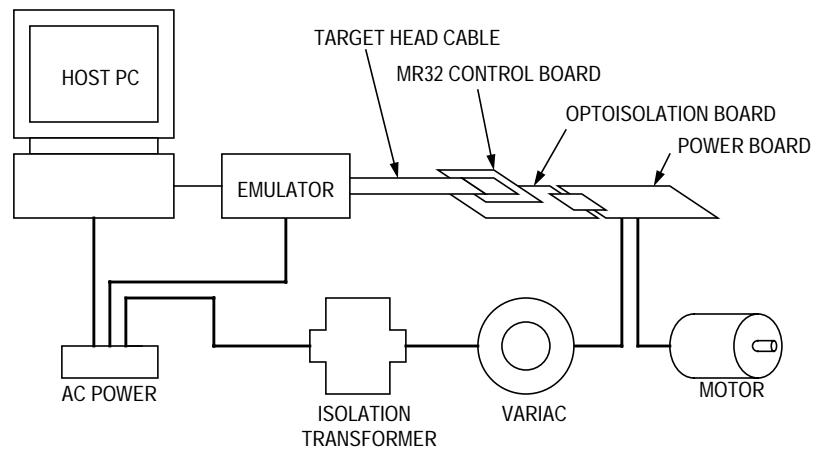 TARGET HEAD CABLE
MR32 CONTROL BOARD
HOST PC
OPTOISOLATION BOARD
POWER BOARD
EMULATOR
AC POWER
ISOLATION
TRANSFORMER
VARIAC
MOTOR